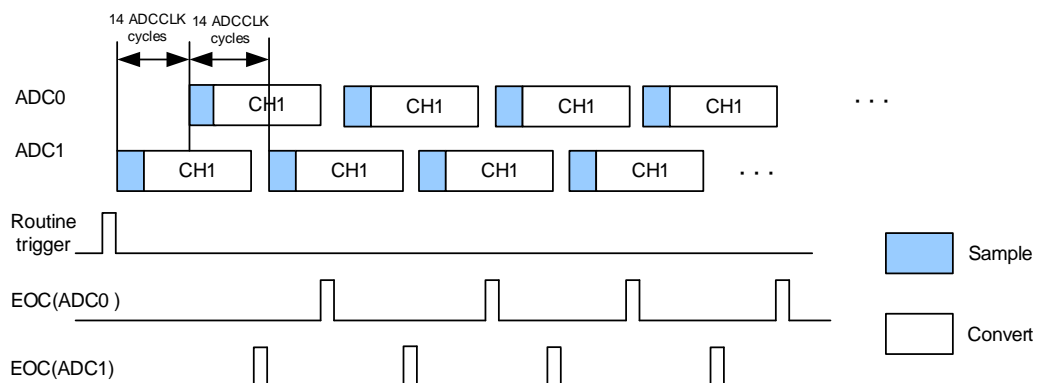 14 ADCCLK
cycles
14 ADCCLK
cycles
ADC0
CH1
CH1
CH1
CH1
. . .
ADC1
CH1
CH1
CH1
CH1
. . .
Routine
trigger
EOC(ADC0 )
EOC(ADC1)
Sample
Convert